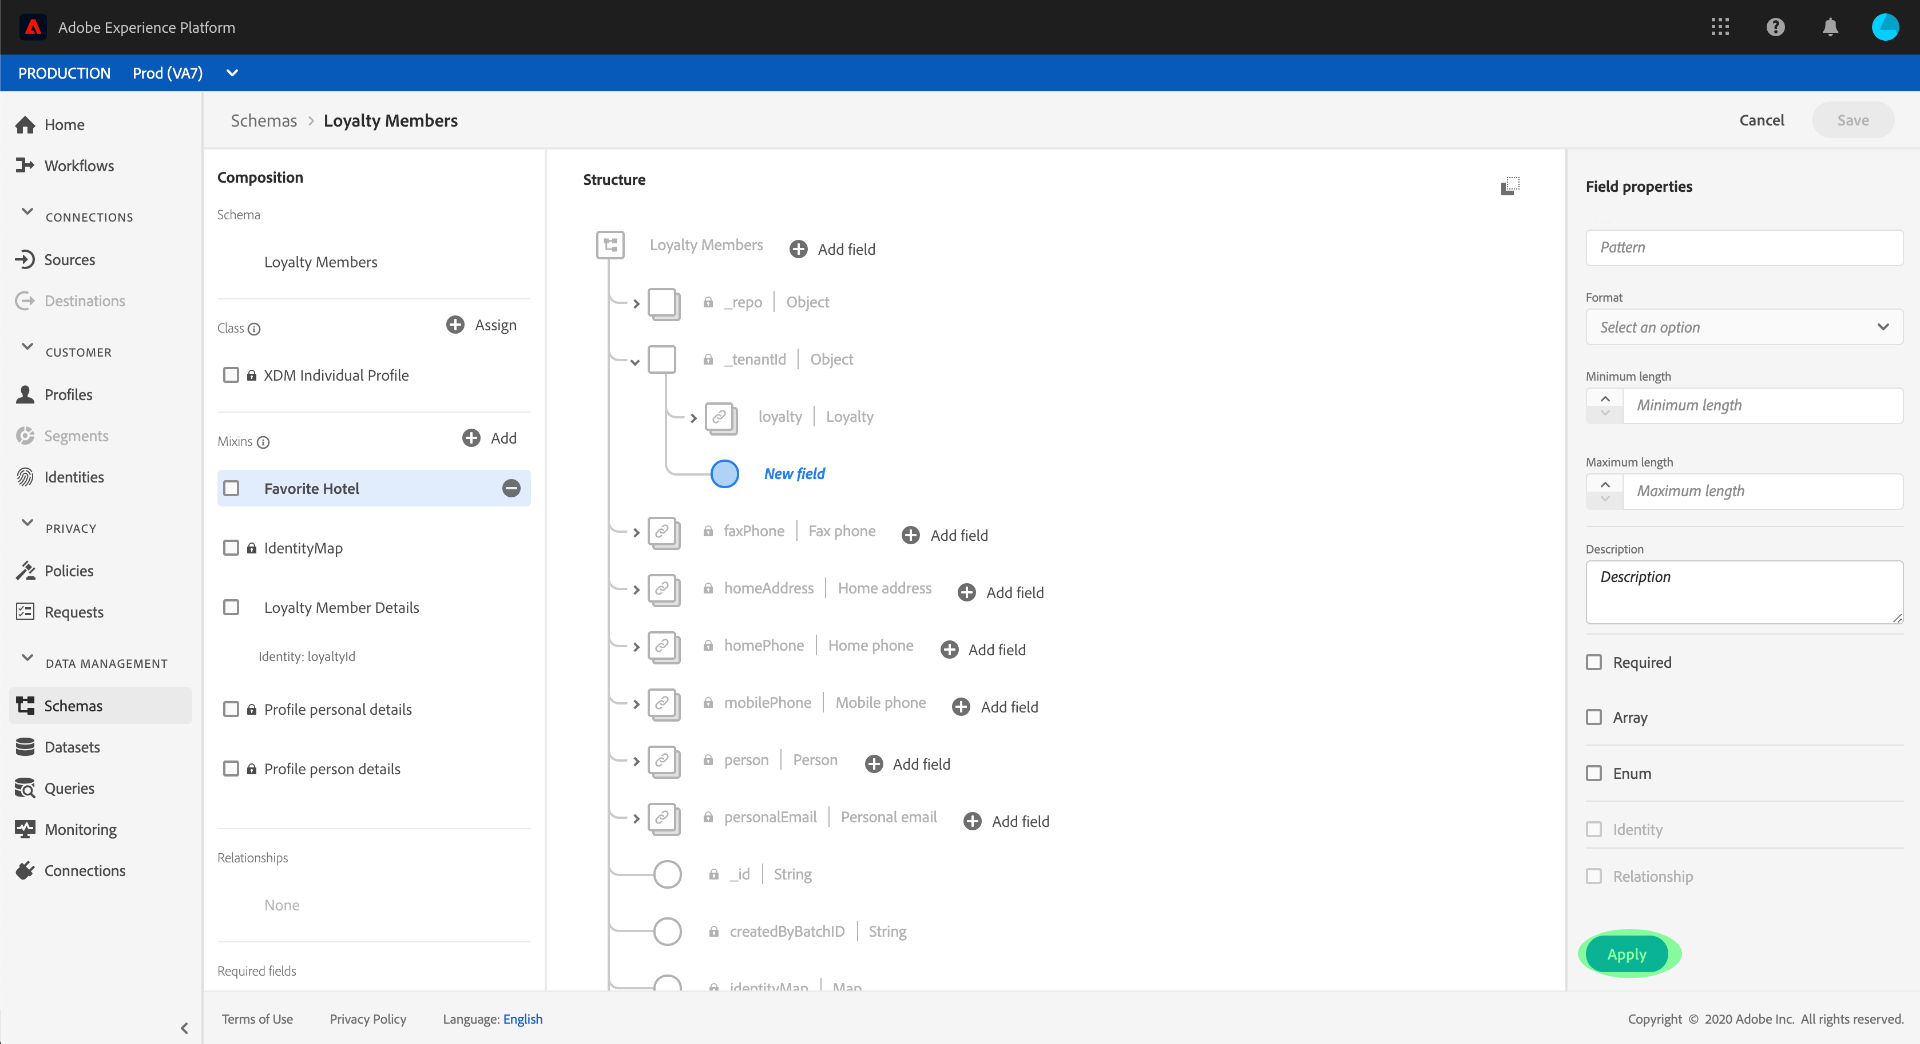 Adobe Experience Platform
PRODUCTION Prod (VA7)
Home
Workflows
CONNECTIONS
Sources
Destinations
CUSTOMER
Profiles
Segments
Identities
PRIVACY
Policies
Requests
DATA MANAGEMENT
Schemas
Datasets
Queries
Monitoring
Connections
Schemas > Loyalty Members
Cancel
Save
Composition
Schema
Loyalty Members
Class
Assign
XDM Individual Profile
Mixins
Add
Favorite Hotel
IdentityMap
Loyalty Member Details
Identity: loyaltyId
Profile personal details
Profile person details
Relationships
None
Required fields
Structure
Loyalty Members Add field
_repo | Object
_tenantId | Object
loyalty | Loyalty
New field
faxPhone | Fax phone Add field
homeAddress | Home address Add field
homePhone | Home phone Add field
mobilePhone | Mobile phone Add field
person | Person Add field
personalEmail | Personal email Add field
_id | String
createdByBatchID | String
identityMap | Map
Field properties
Pattern
Format
Select an option
Minimum length
Minimum length
Maximum length
Maximum length
Description
Description
Required
Array
Enum
Identity
Relationship
Apply
Terms of Use Privacy Policy Language: English
Copyright © 2020 Adobe Inc. All rights reserved.